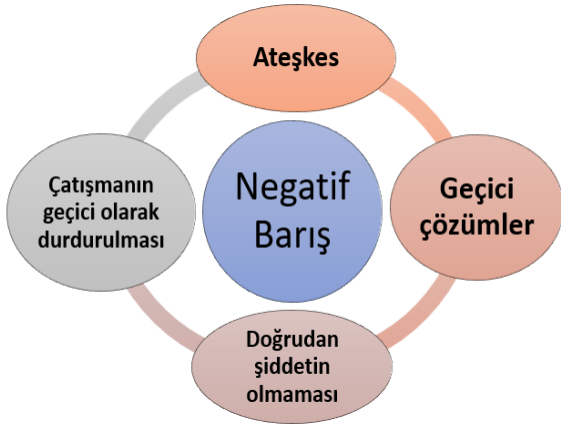 Ateşkes
Negatif
Barış
Geçici
çözümler
Doğrudan
şiddetin
olmaması
Çatışmanın
geçici olarak
durdurulması